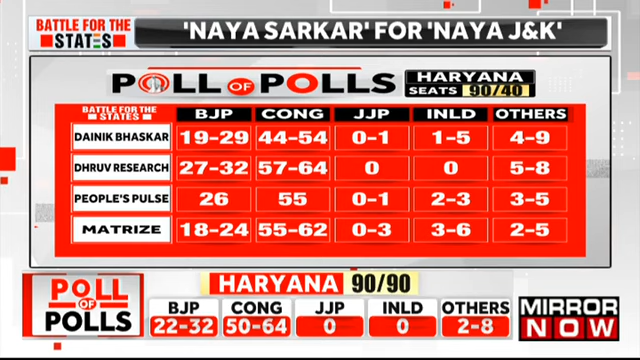 BATTLE FOR THE
STATES
'NAYA SARKAR' FOR 'NAYA J&K'
POLL OF POLLS
HARYANA
SEATS 90/40
BATTLE FOR THE
STATES
BJP CONG JJP INLD OTHERS
DAINIK BHASKAR 19-29 44-54 0-1 1-5 4-9
DHRUV RESEARCH 27-32 57-64 0 0 5-8
PEOPLE'S PULSE 26 55 0-1 2-3 3-5
MATRIZE 18-24 55-62 0-3 3-6 2-5
POLL
OF
POLLS
HARYANA 90/90
BJP CONG JJP INLD OTHERS
22-32 50-64 0 0 2-8
MIRROR
NOW